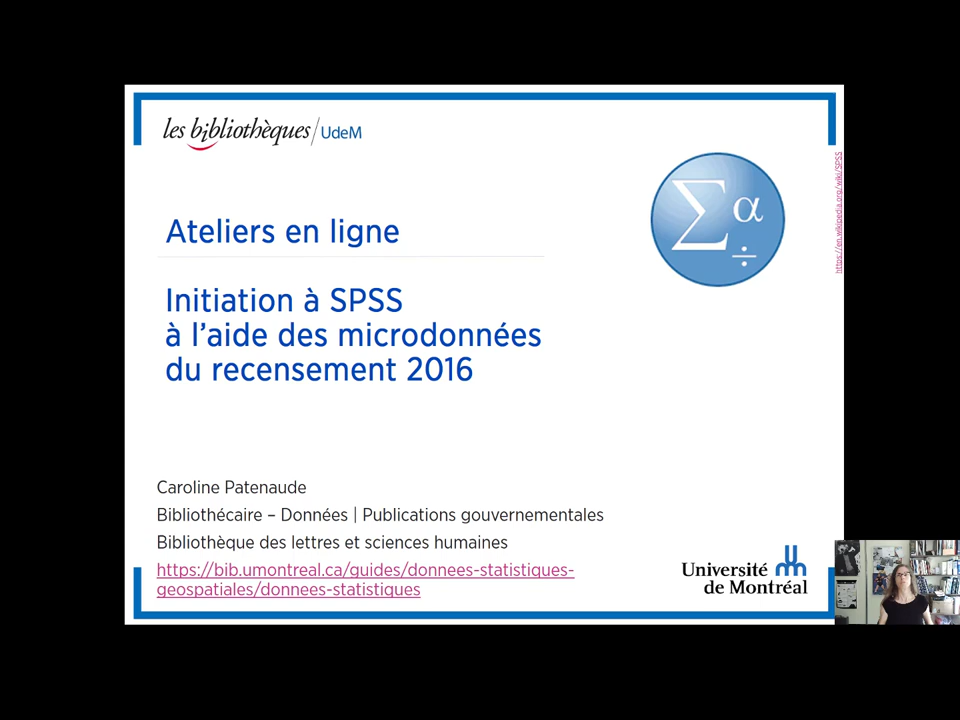 les bibliothèques/UdeM
https://en.wikipedia.org/wiki/SPSS
Σ α ÷
Ateliers en ligne
Initiation à SPSS
à l’aide des microdonnées
du recensement 2016
Caroline Patenaude
Bibliothécaire – Données | Publications gouvernementales
Bibliothèque des lettres et sciences humaines
https://bib.umontreal.ca/guides/donnees-statistiques-
geospatiales/donnees-statistiques
Université
de Montréal